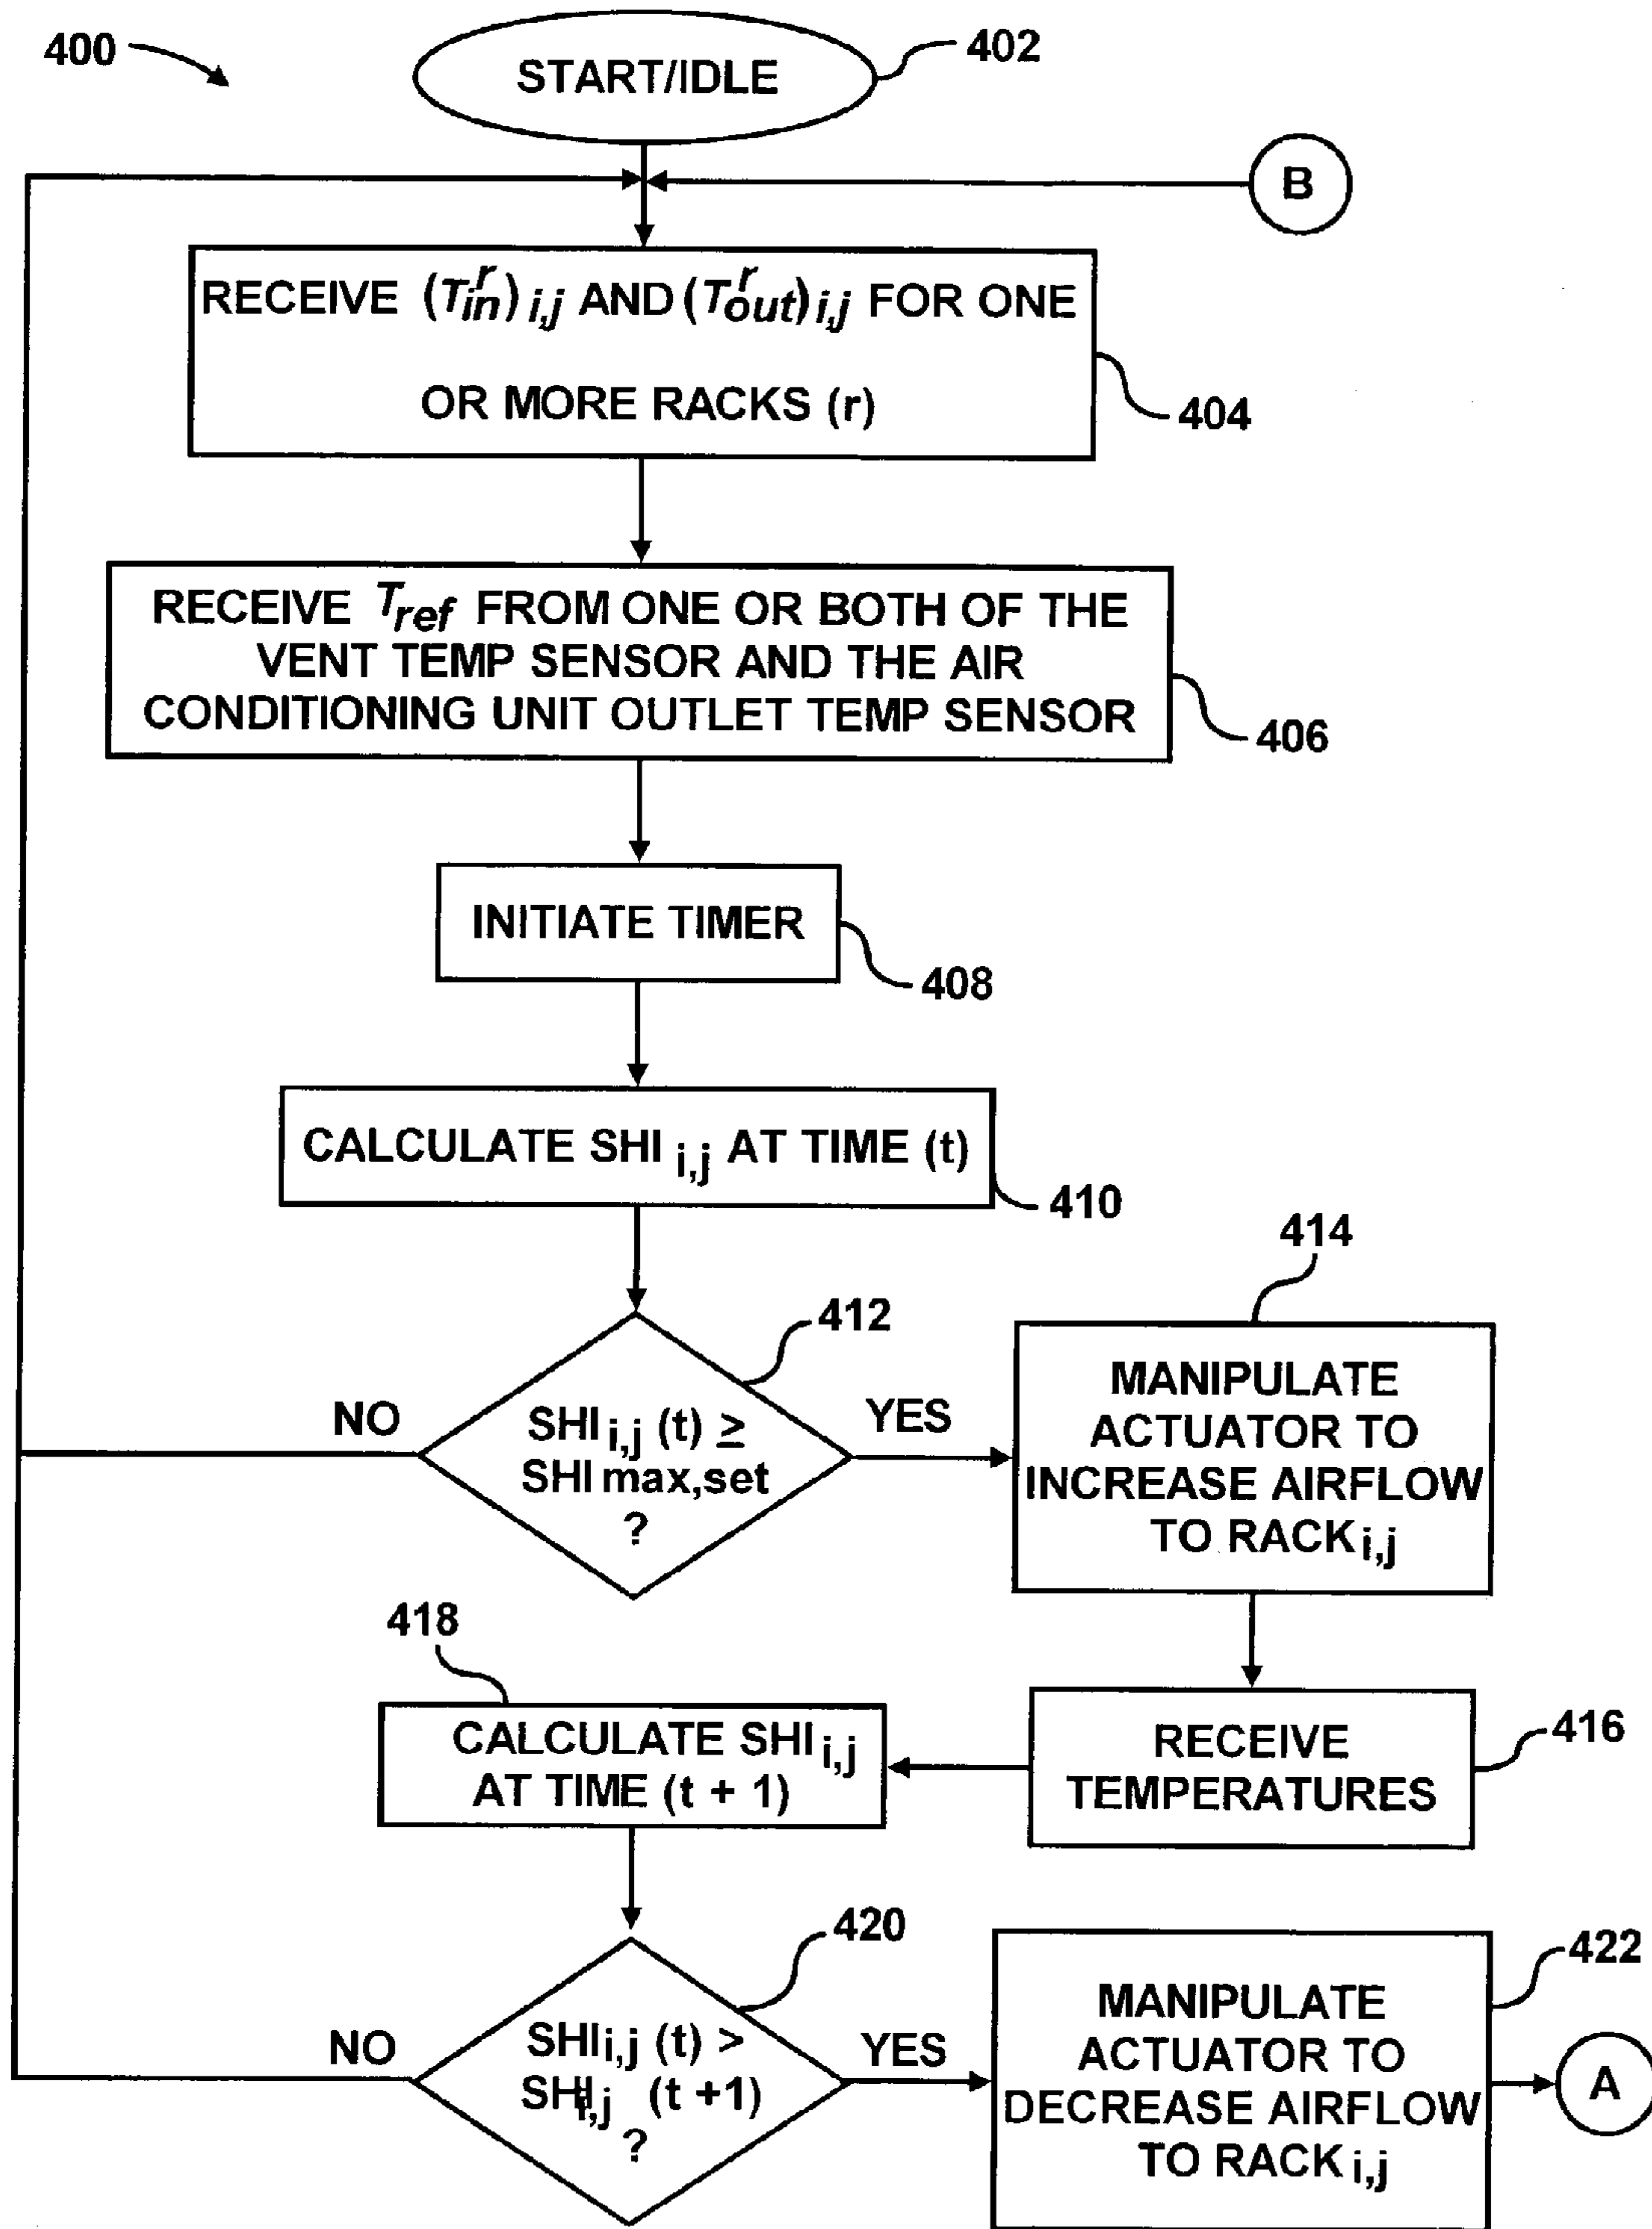 400
START/IDLE
402
B
RECEIVE (T^r_in)_i,j AND (T^r_out)_i,j FOR ONE
OR MORE RACKS (r)
404
RECEIVE T_ref FROM ONE OR BOTH OF THE
VENT TEMP SENSOR AND THE AIR
CONDITIONING UNIT OUTLET TEMP SENSOR
406
INITIATE TIMER
408
CALCULATE SHI i,j AT TIME (t)
410
412
SHI i,j (t) ≥
SHI max,set
?
NO
YES
414
MANIPULATE
ACTUATOR TO
INCREASE AIRFLOW
TO RACK i,j
RECEIVE
TEMPERATURES
416
418
CALCULATE SHI i,j
AT TIME (t + 1)
420
SHI i,j (t) >
SHI i,j (t +1)
?
NO
YES
422
MANIPULATE
ACTUATOR TO
DECREASE AIRFLOW
TO RACK i,j
A